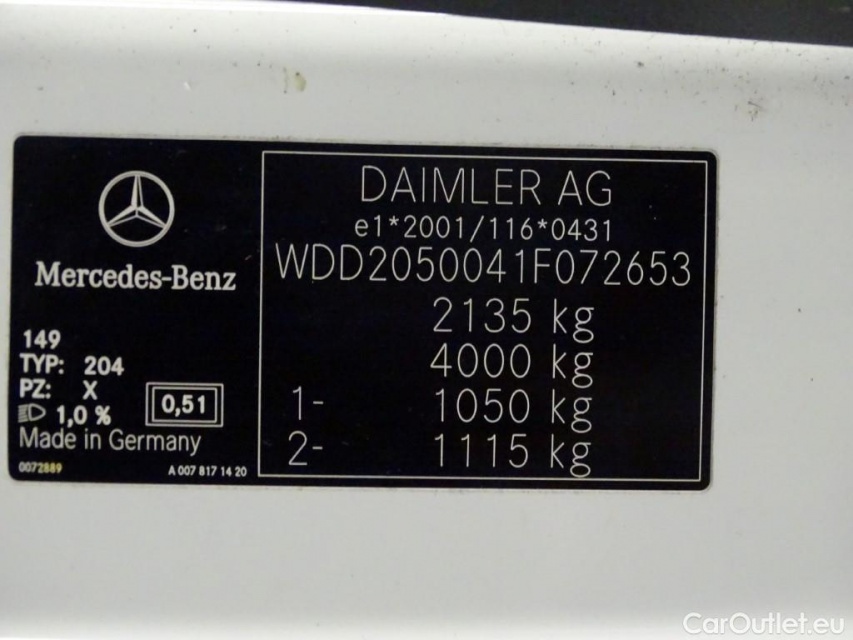 Mercedes-Benz
149
TYP: 204
PZ: X
1,0 %
0,51
Made in Germany
0072889
A 007 817 14 20
DAIMLER AG
e1*2001/116*0431
WDD2050041F072653
2135 kg
4000 kg
1- 1050 kg
2- 1115 kg
CarOutlet.eu